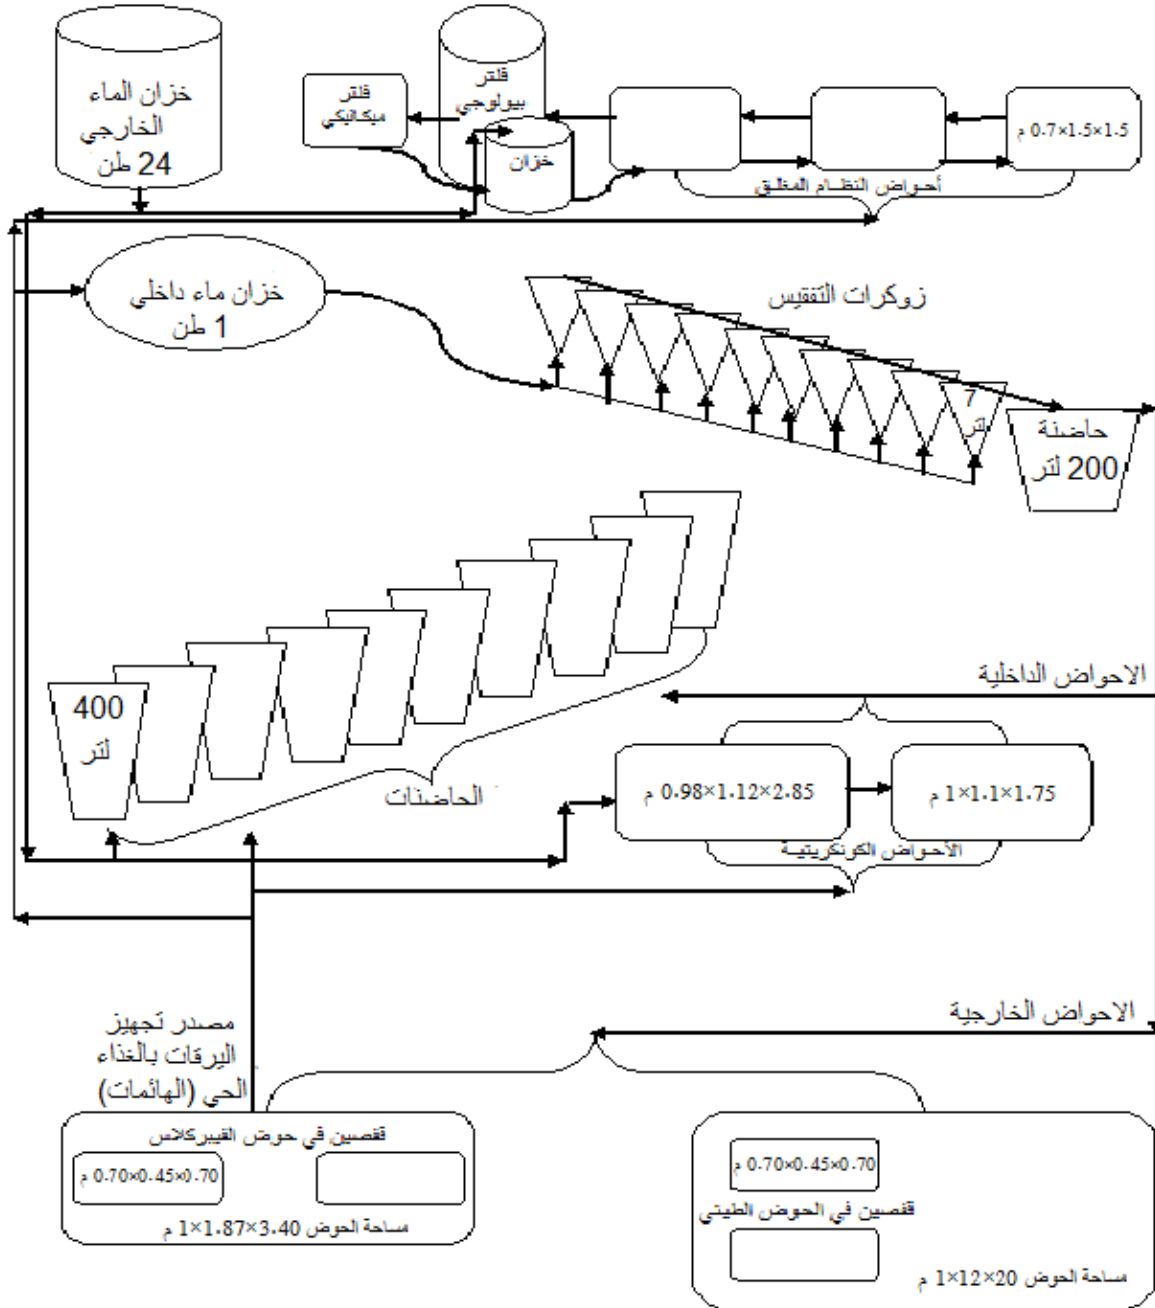 خزان الماء
الخارجي
24 طن
فلتر
ميكانيكي
فلتر
بيولوجي
خزان
0.7×1.5×1.5 م
أحواض النظام المغلق
خزان ماء داخلي
1 طن
زوكرات التفقيس
7
لتر
حاضنة
200 لتر
400
لتر
الحاضنات
الاحواض الداخلية
0.98×1.12×2.85 م
1×1.1×1.75 م
الأحواض الكونكريتية
الاحواض الخارجية
مصدر تجهيز
اليرقات بالغذاء
الحي (الهائمات)
قفصين في حوض الفيبركلاس
0.70×0.45×0.70 م
مساحة الحوض 1×1.87×3.40 م
0.70×0.45×0.70 م
قفصين في الحوض الطيني
مساحة الحوض 1×12×20 م